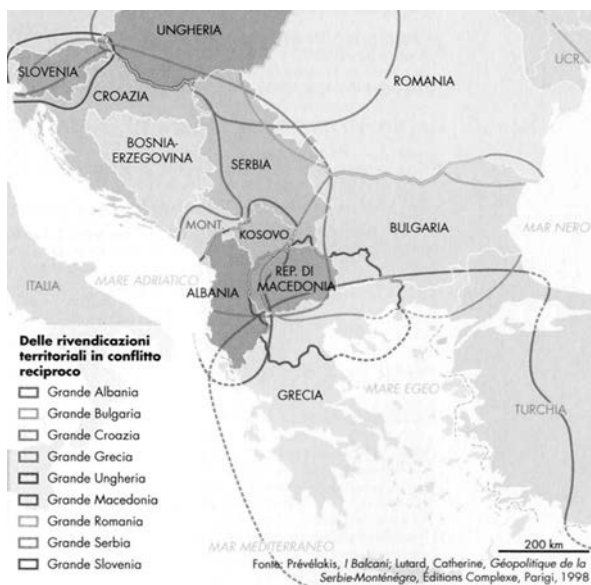 UNGHERIA
SLOVENIA
CROAZIA
ROMANIA
UCR.
BOSNIA-
ERZEGOVINA
SERBIA
MONT.
KOSOVO
BULGARIA
MAR NERO
ITALIA
MARE ADRIATICO
ALBANIA
REP. DI
MACEDONIA
GRECIA
MARE EGEO
TURCHIA
MAR MEDITERRANEO
Delle rivendicazioni
territoriali in conflitto
reciproco
Grande Albania
Grande Bulgaria
Grande Croazia
Grande Grecia
Grande Ungheria
Grande Macedonia
Grande Romania
Grande Serbia
Grande Slovenia
200 km
Fonte: Prévélakis, I Balcani; Lutard, Catherine, Géopolitique de la
Serbie-Monténégro, Éditions Complexe, Parigi, 1998